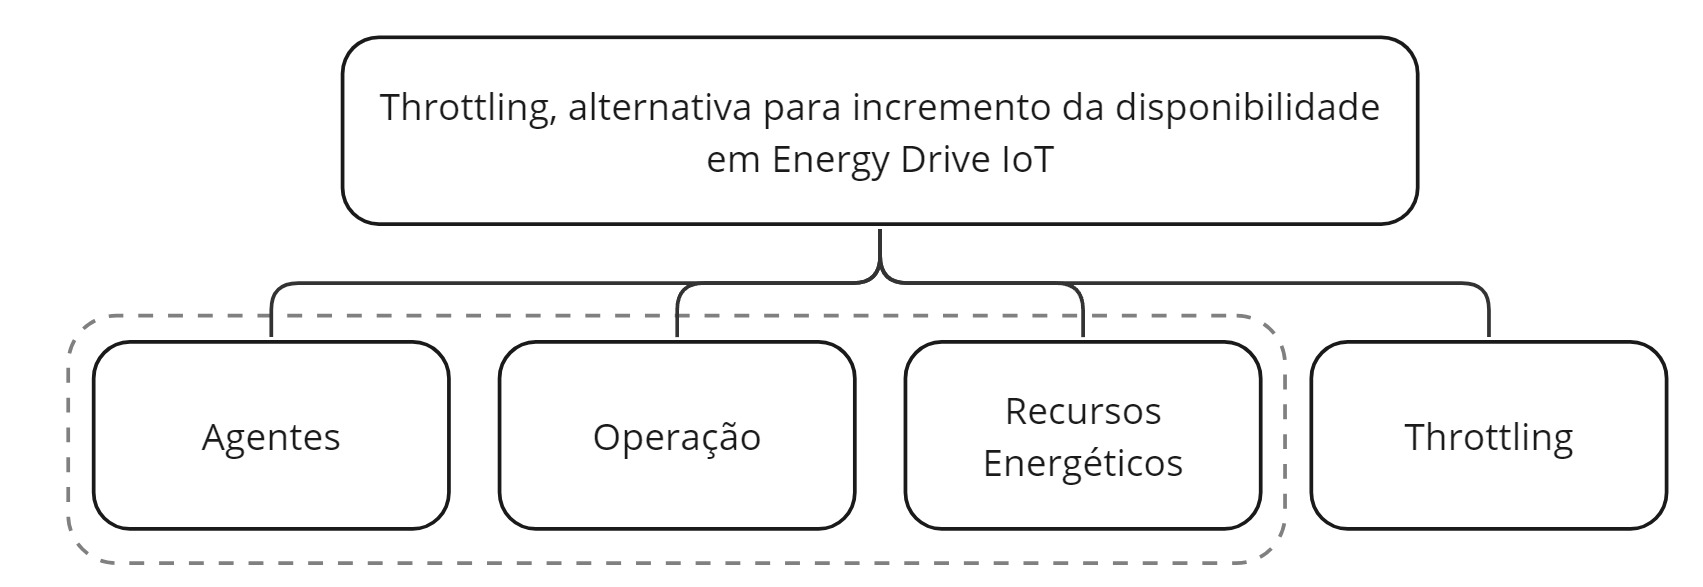 Throttling, alternativa para incremento da disponibilidade
em Energy Drive IoT
Agentes
Operação
Recursos
Energéticos
Throttling